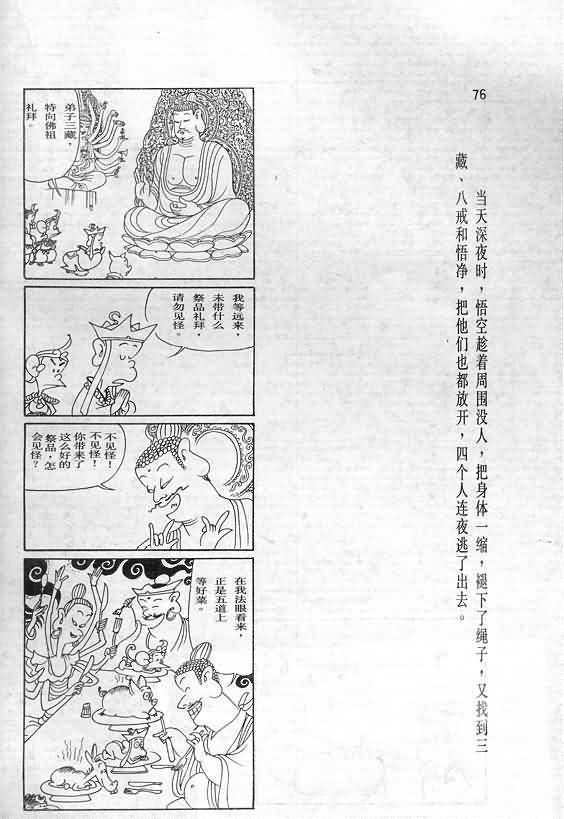 76
当天深夜时，悟空趁着周围没人，把身体一缩，褪下了绳子，又找到三
藏、八戒和悟净，把他们也都放开，四个人连夜逃了出去。
弟子三藏，
特向佛祖
礼拜。
我等远来，
未带什么
祭品礼拜，
请勿见怪。
不见怪！
不见怪！
你带来了
这么好的
祭品，怎
会见怪？
在我法眼看来，
正是五道上
等好菜。